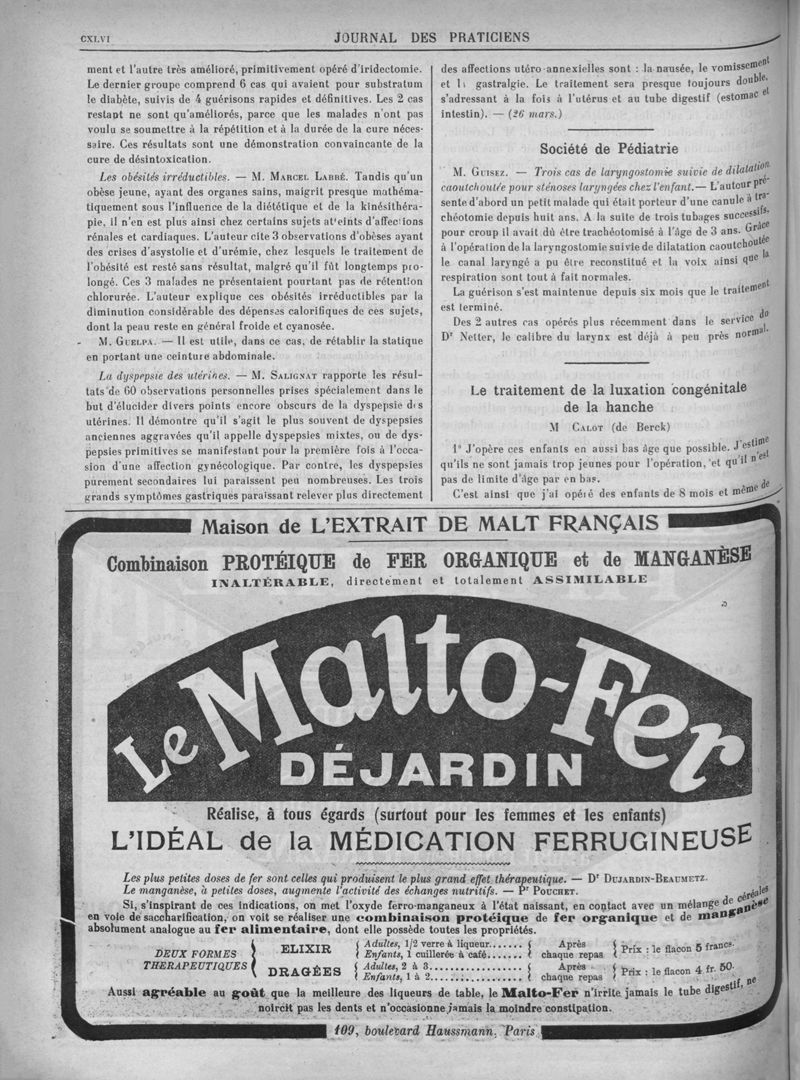 CXLVI
JOURNAL DES PRATICIENS
ment et l'autre très amélioré, primitivement opéré d'iridectomie.
Le dernier groupe comprend 6 cas qui avaient pour substratum
le diabète, suivis de 4 guérisons rapides et définitives. Les 2 cas
restant ne sont qu'améliorés, parce que les malades n'ont pas
voulu se soumettre à la répétition et à la durée de la cure néces-
saire. Ces résultats sont une démonstration convaincante de la
cure de désintoxication.
Les obésités irréductibles. — M. MARCEL LABBÉ. Tandis qu'un
obèse jeune, ayant des organes sains, maigrit presque mathéma-
tiquement sous l'influence de la diététique et de la kinésithéra-
pie, il n'en est plus ainsi chez certains sujets atteints d'affections
rénales et cardiaques. L'auteur cite 3 observations d'obèses ayant
des crises d'asystolie et d'urémie, chez lesquels le traitement de
l'obésité est resté sans résultat, malgré qu'il fût longtemps pro-
longé. Ces 3 malades ne présentaient pourtant pas de rétention
chlorurée. L'auteur explique ces obésités irréductibles par la
diminution considérable des dépenses calorifiques de ces sujets,
dont la peau reste en général froide et cyanosée.
M. GUELPA. — Il est utile, dans ce cas, de rétablir la statique
en portant une ceinture abdominale.
La dyspepsie des utérines. — M. SALIGNAT rapporte les résul-
tats de 60 observations personnelles prises spécialement dans le
but d'élucider divers points encore obscurs de la dyspepsie des
utérines. Il démontre qu'il s'agit le plus souvent de dyspepsies
anciennes aggravées qu'il appelle dyspepsies mixtes, ou de dys-
pepsies primitives se manifestant pour la première fois à l'occa-
sion d'une affection gynécologique. Par contre, les dyspepsies
purement secondaires lui paraissent peu nombreuses. Les trois
grands symptômes gastriques paraissant relever plus directement
des affections utéro-annexielles sont : la nausée, le vomissement
et la gastralgie. Le traitement sera presque toujours double,
s'adressant à la fois à l'utérus et au tube digestif (estomac et
intestin). — (26 mars.)
Société de Pédiatrie
M. GUISEZ. — Trois cas de laryngostomie suivie de dilatation
caoutchoutée pour sténoses laryngées chez l'enfant. — L'auteur pré-
sente d'abord un petit malade qui était porteur d'une canule à tra-
chéotomie depuis huit ans. A la suite de trois tubages successifs,
pour croup il avait dû être trachéotomisé à l'âge de 3 ans. Grâce
à l'opération de la laryngostomie suivie de dilatation caoutchoutée
le canal laryngé a pu être reconstitué et la voix ainsi que la
respiration sont tout à fait normales.
La guérison s'est maintenue depuis six mois que le traitement
est terminé.
Des 2 autres cas opérés plus récemment dans le service do
Dr Netter, le calibre du larynx est déjà à peu près normal.
Le traitement de la luxation congénitale
de la hanche
M CALOT (de Berck)
1° J'opère ces enfants en aussi bas âge que possible. J'estime
qu'ils ne sont jamais trop jeunes pour l'opération, et qu'il n'est
pas de limite d'âge par en bas.
C'est ainsi que j'ai opéré des enfants de 8 mois et même de
Maison de L'EXTRAIT DE MALT FRANÇAIS
Combinaison PROTÉIQUE de FER ORGANIQUE et de MANGANÈSE
INALTÉRABLE, directement et totalement ASSIMILABLE
Le Malto-Fer
DÉJARDIN
Réalise, à tous égards (surtout pour les femmes et les enfants)
L'IDÉAL de la MÉDICATION FERRUGINEUSE
Les plus petites doses de fer sont celles qui produisent le plus grand effet thérapeutique. — Dr DUJARDIN-BEAUMETZ.
Le manganèse, à petites doses, augmente l'activité des échanges nutritifs. — Pr POUCHET.
Si, s'inspirant de ces indications, on met l'oxyde ferro-manganeux à l'état naissant, en contact avec un mélange de céréales
en voie de saccharification, on voit se réaliser une combinaison protéique de fer organique et de manganèse
absolument analogue au fer alimentaire, dont elle possède toutes les propriétés.
DEUX FORMES THERAPEUTIQUES
ELIXIR Adultes, 1/2 verre à liqueur....... Après Prix : le flacon 5 francs.
Enfants, 1 cuillerée à café....... chaque repas
DRAGÉES Adultes, 2 à 3................. Après Prix : le flacon 4 fr. 50.
Enfants, 1 à 2................. chaque repas
Aussi agréable au goût que la meilleure des liqueurs de table, le Malto-Fer n'irrite jamais le tube digestif, ne
noircit pas les dents et n'occasionne jamais la moindre constipation.
109, boulevard Haussmann, Paris